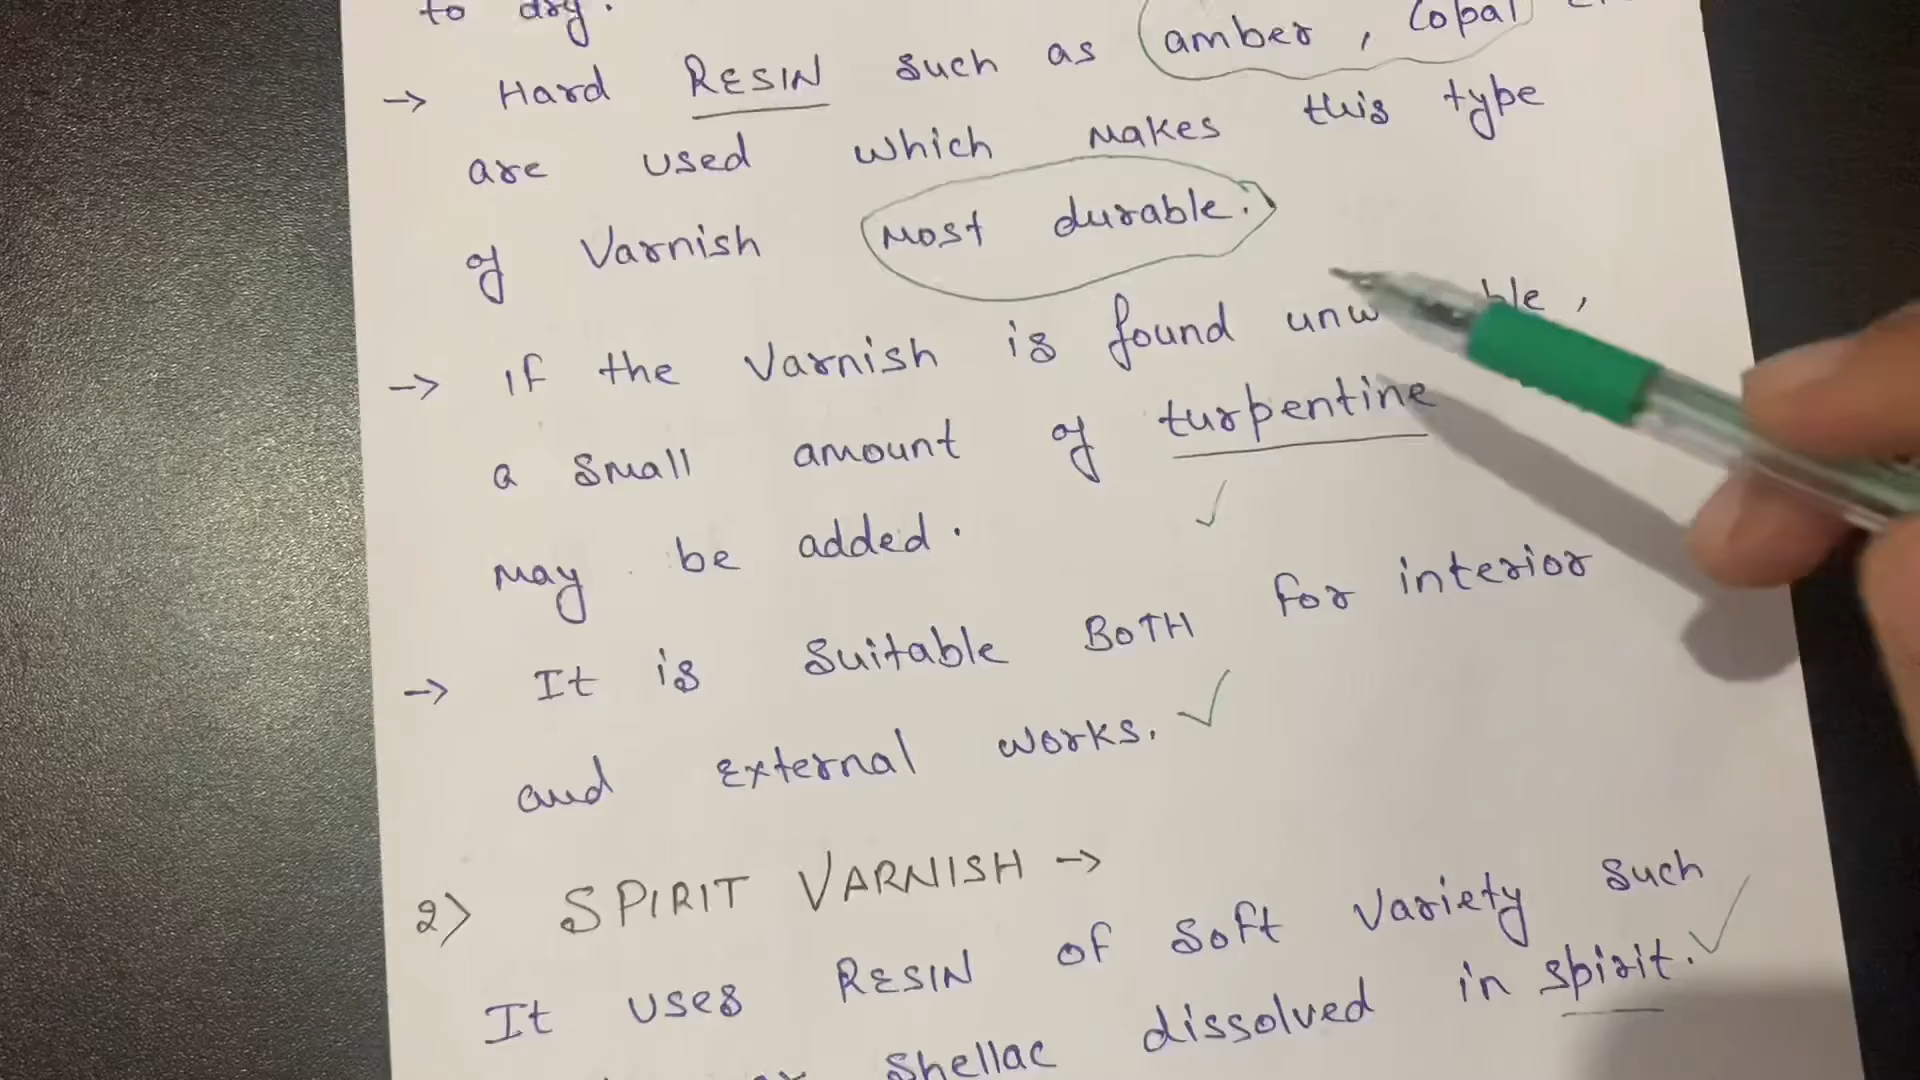 to dry.
→ Hard RESIN such as amber, Copal
are used which makes this type
of Varnish most durable.
→ If the Varnish is found
a small amount of turpentine
may be added.
→ It is suitable BOTH for interior
and External works.
2) SPIRIT VARNISH →
It uses RESIN of soft variety such
shellac dissolved in spirit.